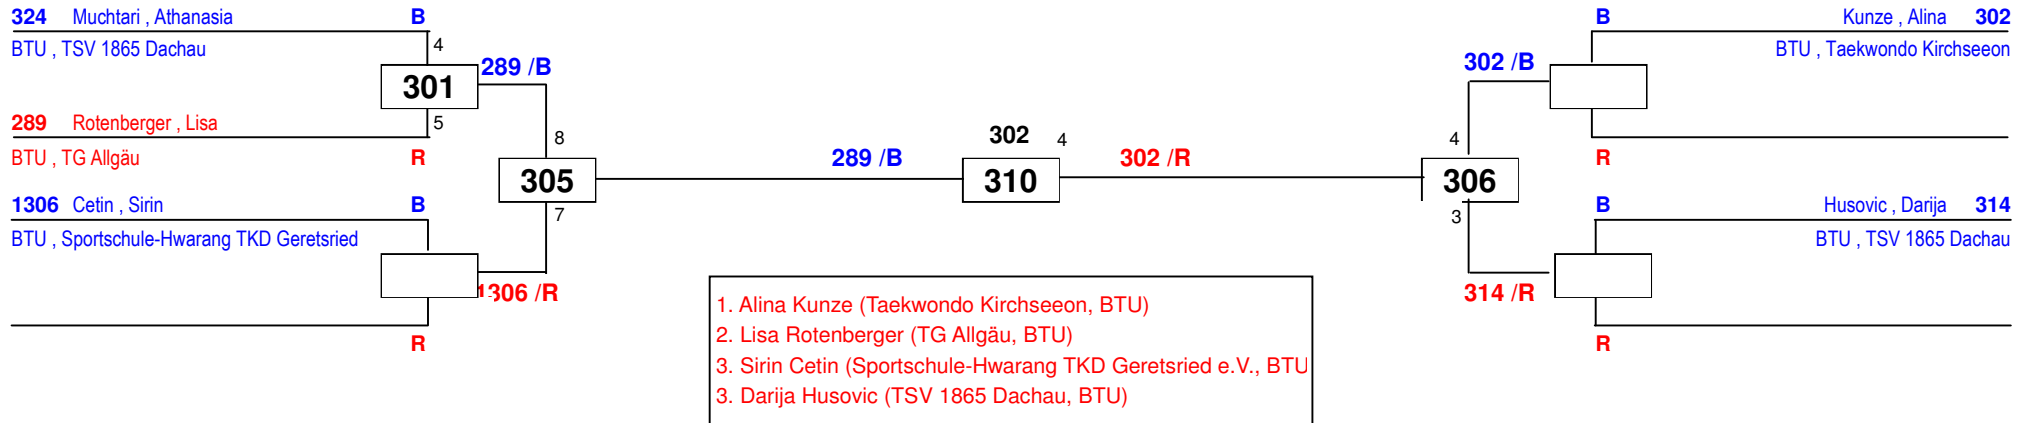 324 Muchtari , Athanasia B
BTU , TSV 1865 Dachau
4
301
289 /B
5
289 Rotenberger , Lisa
BTU , TG Allgäu R
8
305
7
1306 Cetin , Sirin B
BTU , Sportschule-Hwarang TKD Geretsried
1306 /R
R
289 /B
302 4
310
302 /R
B Kunze , Alina 302
BTU , Taekwondo Kirchseeon
302 /B
4
R
306
3
B Husovic , Darija 314
BTU , TSV 1865 Dachau
314 /R
R
1. Alina Kunze (Taekwondo Kirchseeon, BTU)
2. Lisa Rotenberger (TG Allgäu, BTU)
3. Sirin Cetin (Sportschule-Hwarang TKD Geretsried e.V., BTU
3. Darija Husovic (TSV 1865 Dachau, BTU)